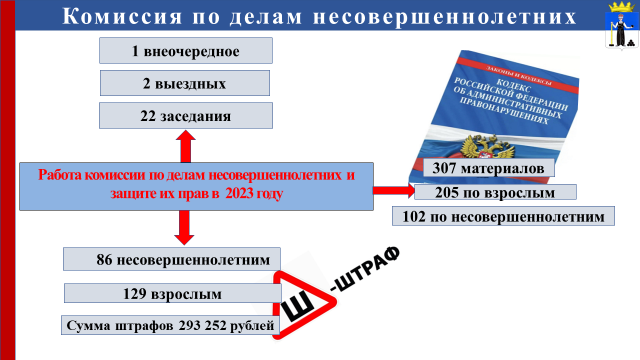 Комиссия по делам несовершеннолетних
1 внеочередное
2 выездных
22 заседания
Работа комиссии по делам несовершеннолетних и
защите их прав в 2023 году
ЗАКОНЫ И КОДЕКСЫ
КОДЕКС
РОССИЙСКОЙ ФЕДЕРАЦИИ
ОБ АДМИНИСТРАТИВНЫХ
ПРАВОНАРУШЕНИЯХ
307 материалов
205 по взрослым
102 по несовершеннолетним
86 несовершеннолетним
129 взрослым
Сумма штрафов 293 252 рублей
Ш
-ШТРАФ